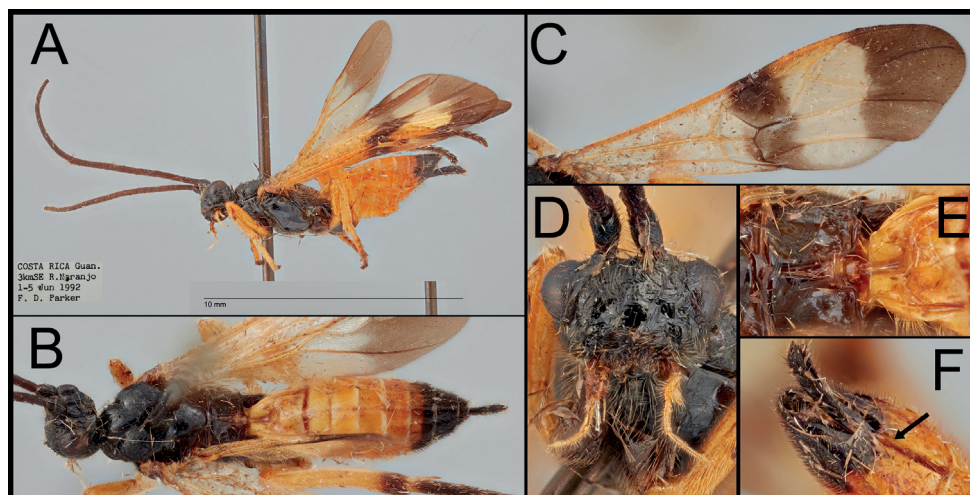 A
COSTA RICA Guan.
3kmSE R.Naranjo
1-5 Jun 1992
F. D. Parker
10 mm
B
C
D
E
F